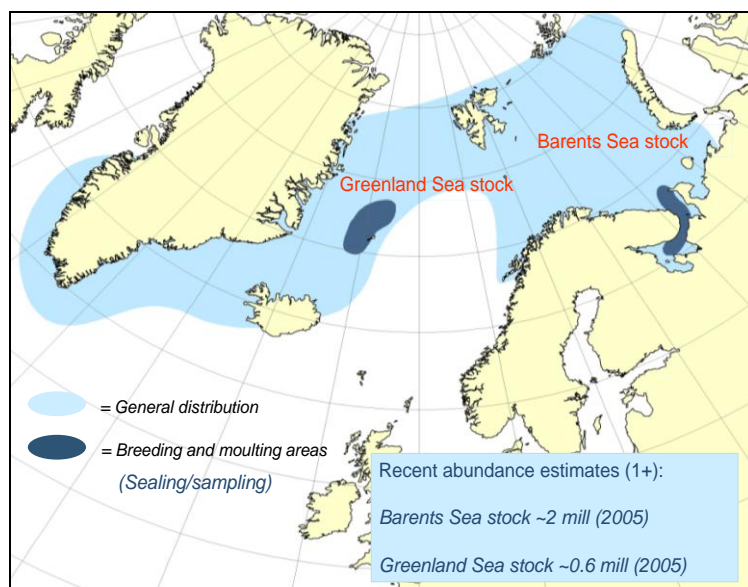 Barents Sea stock
Greenland Sea stock
= General distribution
= Breeding and moulting areas
(Sealing/sampling)
Recent abundance estimates (1+):
Barents Sea stock ~2 mill (2005)
Greenland Sea stock ~0.6 mill (2005)